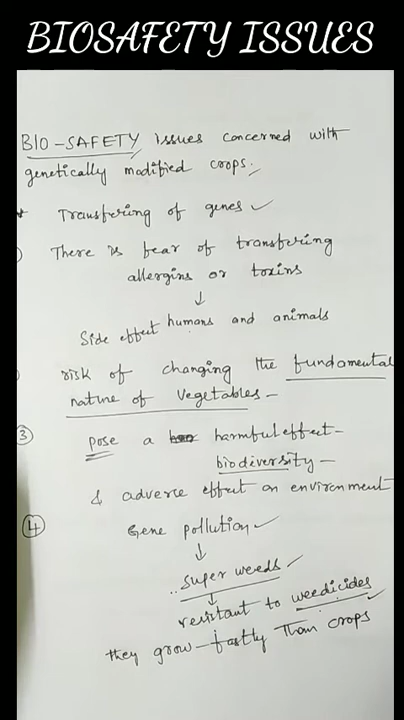 BIOSAFETY ISSUES
BIO-SAFETY issues concerned with
genetically modified crops.
* Transfering of genes ✓
) There is fear of transfering
allergins or toxins
↓
Side effect humans and animals
) risk of changing the fundamental
nature of Vegetables -
③ pose a harmful effect -
biodiversity -
& adverse effect on environment
④ Gene pollution ✓
↓
..super weeds ✓
↓
resistant to weedicides
they grow - fastly than crops ✓